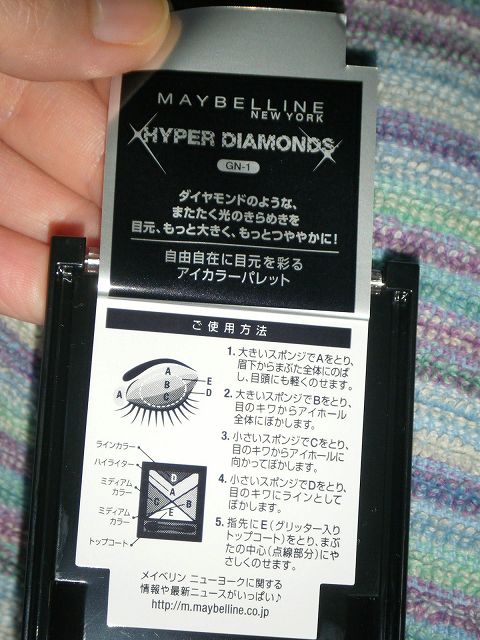 MAYBELLINE
NEW YORK
HYPER DIAMONDS
GN-1
ダイヤモンドのような、
またたく光のきらめきを
目元、もっと大きく、もっとつややかに!
自由自在に目元を彩る
アイカラーパレット
ご使用方法
1. 大きいスポンジでAをとり、
眉下からまぶた全体にのば
し、目頭にも軽くのせます。
2. 大きいスポンジでBをとり、
目のキワからアイホール
全体にぼかします。
3. 小さいスポンジでCをとり、
目のキワからアイホールに
向かってぼかします。
4. 小さいスポンジでDをとり、
目のキワにラインとして
ぼかします。
5. 指先にE(グリッター入り
トップコート)をとり、まぶ
たの中心(点線部分)にや
さしくのせます。
A
B
C
A
E
D
ラインカラー
ハイライター
ミディアム
カラー
ミディアム
カラー
トップコート
D
A
C
B
E
メイベリン ニューヨークに関する
情報や最新ニュースがいっぱい♪
http://m.maybelline.co.jp